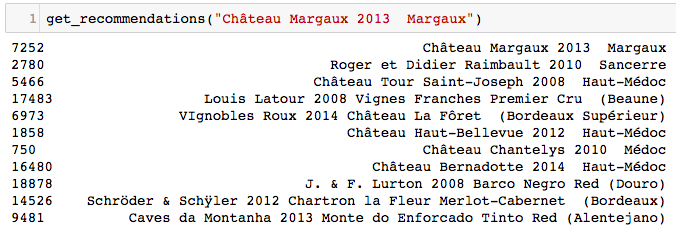 1 get_recommendations("Château Margaux 2013  Margaux")
7252 Château Margaux 2013  Margaux
2780 Roger et Didier Raimbault 2010  Sancerre
5466 Château Tour Saint-Joseph 2008  Haut-Médoc
17483 Louis Latour 2008 Vignes Franches Premier Cru  (Beaune)
6973 VIgnobles Roux 2014 Château La Fôret  (Bordeaux Supérieur)
1858 Château Haut-Bellevue 2012  Haut-Médoc
750 Château Chantelys 2010  Médoc
16480 Château Bernadotte 2014  Haut-Médoc
18878 J. & F. Lurton 2008 Barco Negro Red (Douro)
14526 Schröder & Schÿler 2012 Chartron la Fleur Merlot-Cabernet  (Bordeaux)
9481 Caves da Montanha 2013 Monte do Enforcado Tinto Red (Alentejano)